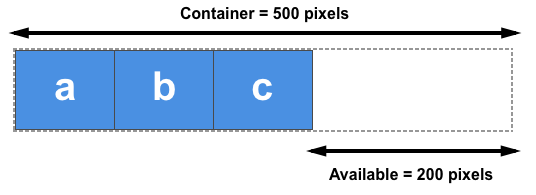 Container = 500 pixels
a b c
Available = 200 pixels